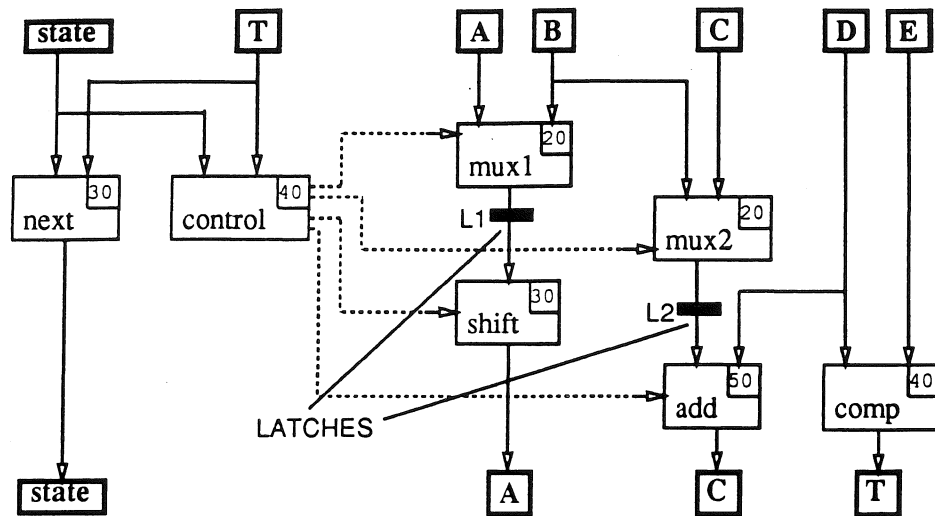 state T A B C D E
20
mux1
30
next
40
control
20
mux2
L1
30
shift
L2
50
add
40
comp
LATCHES
state A C T